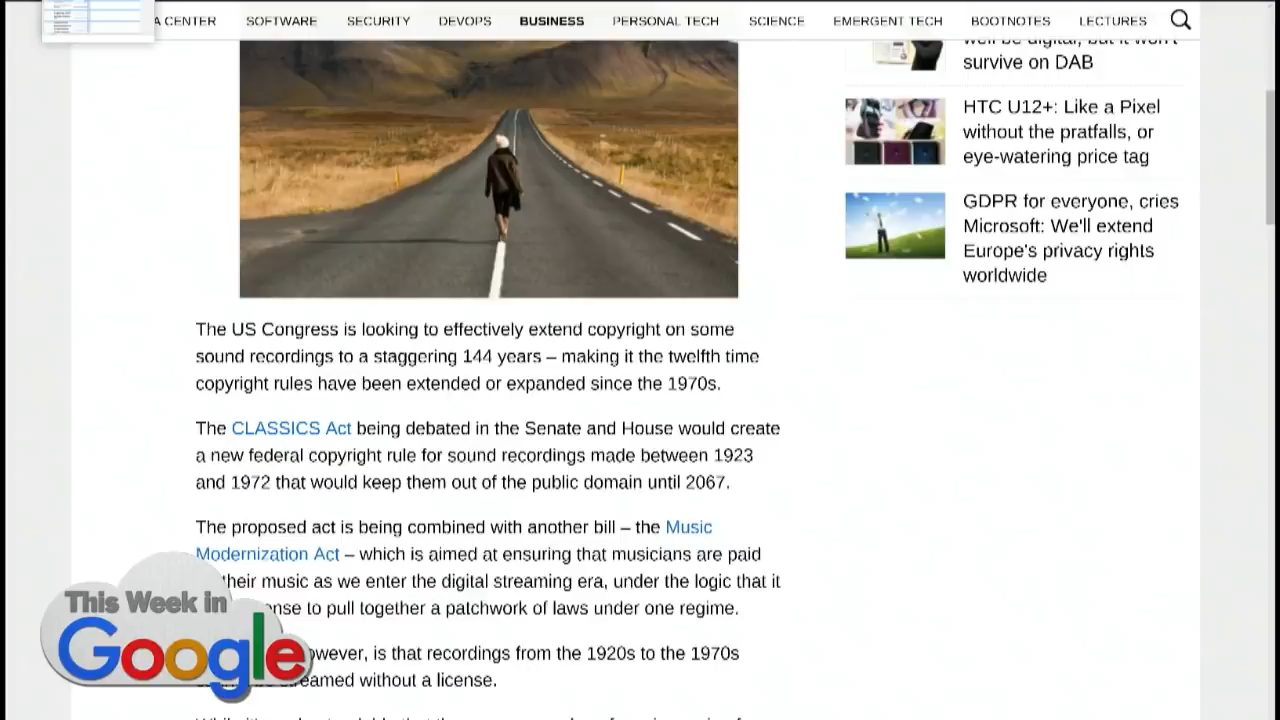 A CENTER SOFTWARE SECURITY DEVOPS BUSINESS PERSONAL TECH SCIENCE EMERGENT TECH BOOTNOTES LECTURES
well be digital, but it won't
survive on DAB
HTC U12+: Like a Pixel
without the pratfalls, or
eye-watering price tag
GDPR for everyone, cries
Microsoft: We'll extend
Europe's privacy rights
worldwide
The US Congress is looking to effectively extend copyright on some
sound recordings to a staggering 144 years – making it the twelfth time
copyright rules have been extended or expanded since the 1970s.
The CLASSICS Act being debated in the Senate and House would create
a new federal copyright rule for sound recordings made between 1923
and 1972 that would keep them out of the public domain until 2067.
The proposed act is being combined with another bill – the Music
Modernization Act – which is aimed at ensuring that musicians are paid
their music as we enter the digital streaming era, under the logic that it
nse to pull together a patchwork of laws under one regime.
owever, is that recordings from the 1920s to the 1970s
eamed without a license.
This Week in
Google